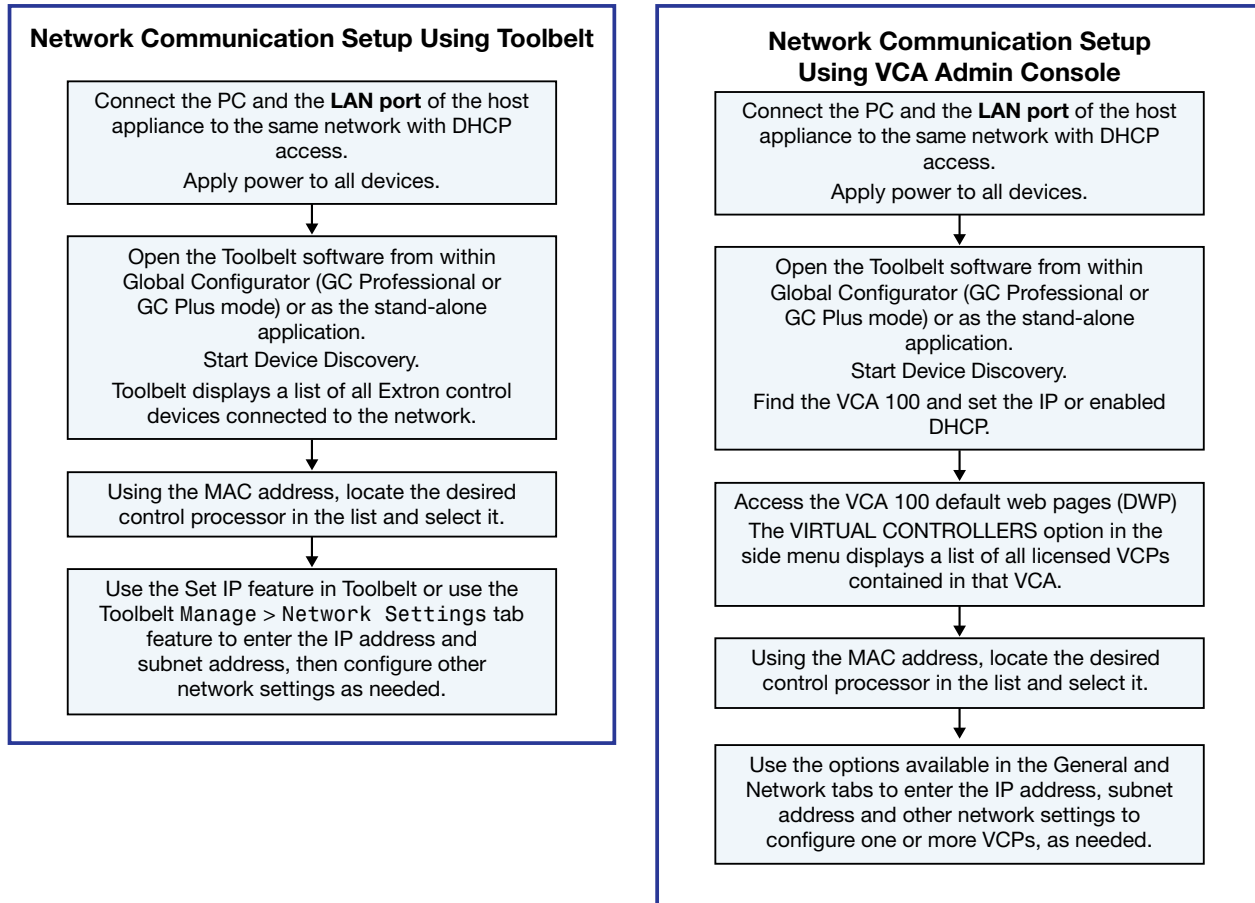 Network Communication Setup Using Toolbelt
Connect the PC and the LAN port of the host
appliance to the same network with DHCP
access.
Apply power to all devices.
Open the Toolbelt software from within
Global Configurator (GC Professional or
GC Plus mode) or as the stand-alone
application.
Start Device Discovery.
Toolbelt displays a list of all Extron control
devices connected to the network.
Using the MAC address, locate the desired
control processor in the list and select it.
Use the Set IP feature in Toolbelt or use the
Toolbelt Manage > Network Settings tab
feature to enter the IP address and
subnet address, then configure other
network settings as needed.
Network Communication Setup
Using VCA Admin Console
Connect the PC and the LAN port of the host
appliance to the same network with DHCP
access.
Apply power to all devices.
Open the Toolbelt software from within
Global Configurator (GC Professional or
GC Plus mode) or as the stand-alone
application.
Start Device Discovery.
Find the VCA 100 and set the IP or enabled
DHCP.
Access the VCA 100 default web pages (DWP)
The VIRTUAL CONTROLLERS option in the
side menu displays a list of all licensed VCPs
contained in that VCA.
Using the MAC address, locate the desired
control processor in the list and select it.
Use the options available in the General and
Network tabs to enter the IP address, subnet
address and other network settings to
configure one or more VCPs, as needed.